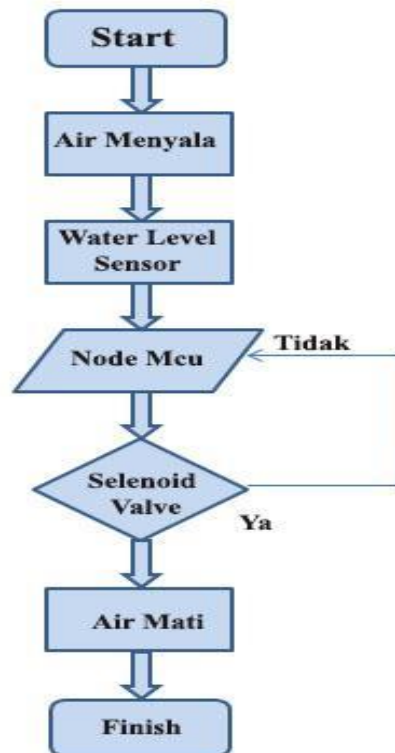 Start
Air Menyala
Water Level
Sensor
Node Mcu
Tidak
Selenoid
Valve
Ya
Air Mati
Finish